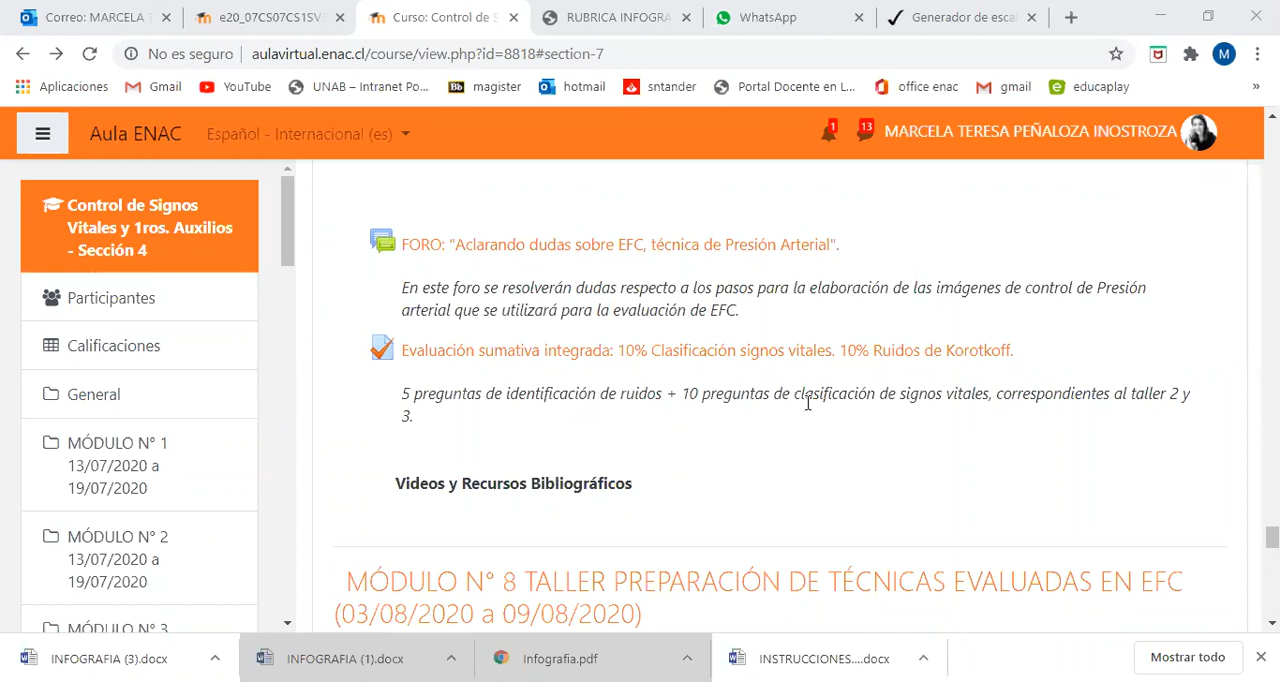 Correo: MARCELA T
e20_07CS07CS1SV3
Curso: Control de S
RUBRICA INFOGRA
WhatsApp
Generador de escal
No es seguro
aulavirtual.enac.cl/course/view.php?id=8818#section-7
M
Aplicaciones
Gmail
YouTube
UNAB – Intranet Po...
Bb
magister
hotmail
sntander
Portal Docente en L...
office enac
gmail
educaplay
»
Aula ENAC
Español - Internacional (es)
1
13
MARCELA TERESA PEÑALOZA INOSTROZA
Control de Signos
Vitales y 1ros. Auxilios
- Sección 4
Participantes
Calificaciones
General
MÓDULO N° 1
13/07/2020 a
19/07/2020
MÓDULO N° 2
13/07/2020 a
19/07/2020
MÓDULO N° 3
FORO: "Aclarando dudas sobre EFC, técnica de Presión Arterial".
En este foro se resolverán dudas respecto a los pasos para la elaboración de las imágenes de control de Presión
arterial que se utilizará para la evaluación de EFC.
Evaluación sumativa integrada: 10% Clasificación signos vitales. 10% Ruidos de Korotkoff.
5 preguntas de identificación de ruidos + 10 preguntas de clasificación de signos vitales, correspondientes al taller 2 y
3.
Videos y Recursos Bibliográficos
MÓDULO N° 8 TALLER PREPARACIÓN DE TÉCNICAS EVALUADAS EN EFC
(03/08/2020 a 09/08/2020)
INFOGRAFIA (3).docx
INFOGRAFIA (1).docx
Infografia.pdf
INSTRUCCIONES....docx
Mostrar todo